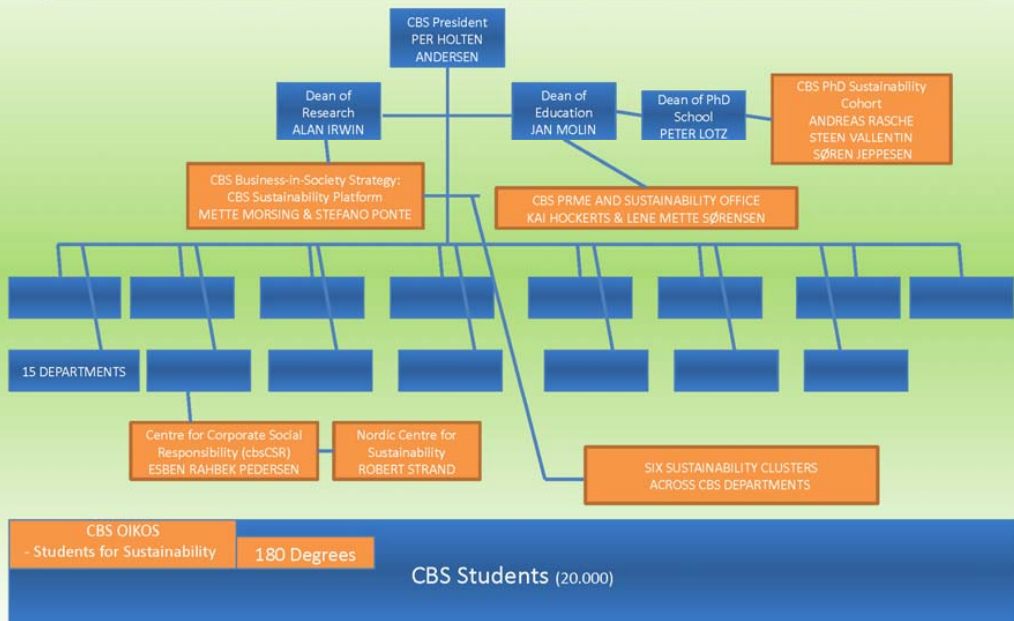 CBS President
PER HOLTEN
ANDERSEN
Dean of
Research
ALAN IRWIN
Dean of
Education
JAN MOLIN
Dean of PhD
School
PETER LOTZ
CBS PhD Sustainability
Cohort
ANDREAS RASCHE
STEEN VALLENTIN
SØREN JEPPESEN
CBS Business-in-Society Strategy:
CBS Sustainability Platform
METTE MORSING & STEFANO PONTE
CBS PRME AND SUSTAINABILITY OFFICE
KAI HOCKERTS & LENE METTE SØRENSEN
15 DEPARTMENTS
Centre for Corporate Social
Responsibility (cbsCSR)
ESBEN RAHBEK PEDERSEN
Nordic Centre for
Sustainability
ROBERT STRAND
SIX SUSTAINABILITY CLUSTERS
ACROSS CBS DEPARTMENTS
CBS OIKOS
- Students for Sustainability
180 Degrees
CBS Students (20.000)